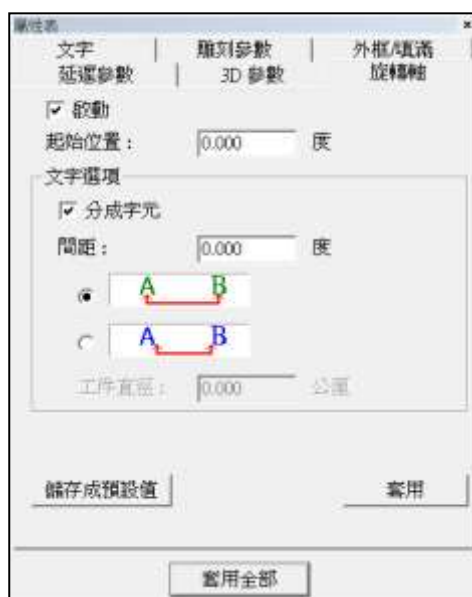 屬性表
文字 雕刻參數 外框/填滿
延遲參數 3D 參數 旋轉軸
啟動
起始位置： 0.000 度
文字選項
分成字元
間距： 0.000 度
A B
A B
工件直徑： 0.000 公厘
儲存成預設值 套用
套用全部